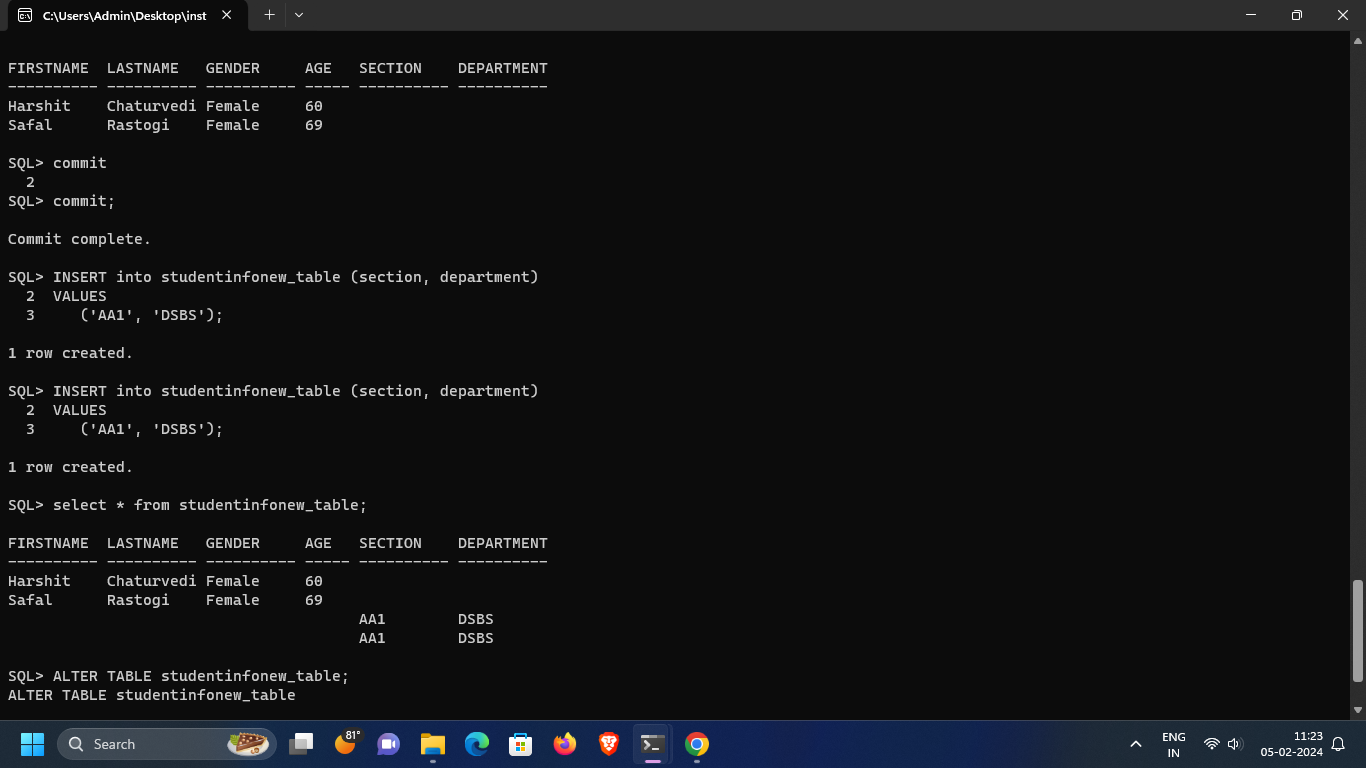 C:\Users\Admin\Desktop\inst
FIRSTNAME  LASTNAME   GENDER     AGE   SECTION    DEPARTMENT
---------- ---------- ---------- ----- ---------- ----------
Harshit    Chaturvedi Female     60
Safal      Rastogi    Female     69
SQL> commit
  2
SQL> commit;
Commit complete.
SQL> INSERT into studentinfonew_table (section, department)
  2  VALUES
  3     ('AA1', 'DSBS');
1 row created.
SQL> INSERT into studentinfonew_table (section, department)
  2  VALUES
  3     ('AA1', 'DSBS');
1 row created.
SQL> select * from studentinfonew_table;
FIRSTNAME  LASTNAME   GENDER     AGE   SECTION    DEPARTMENT
---------- ---------- ---------- ----- ---------- ----------
Harshit    Chaturvedi Female     60
Safal      Rastogi    Female     69
                                       AA1        DSBS
                                       AA1        DSBS
SQL> ALTER TABLE studentinfonew_table;
ALTER TABLE studentinfonew_table
Search
81°
ENG
IN
11:23
05-02-2024